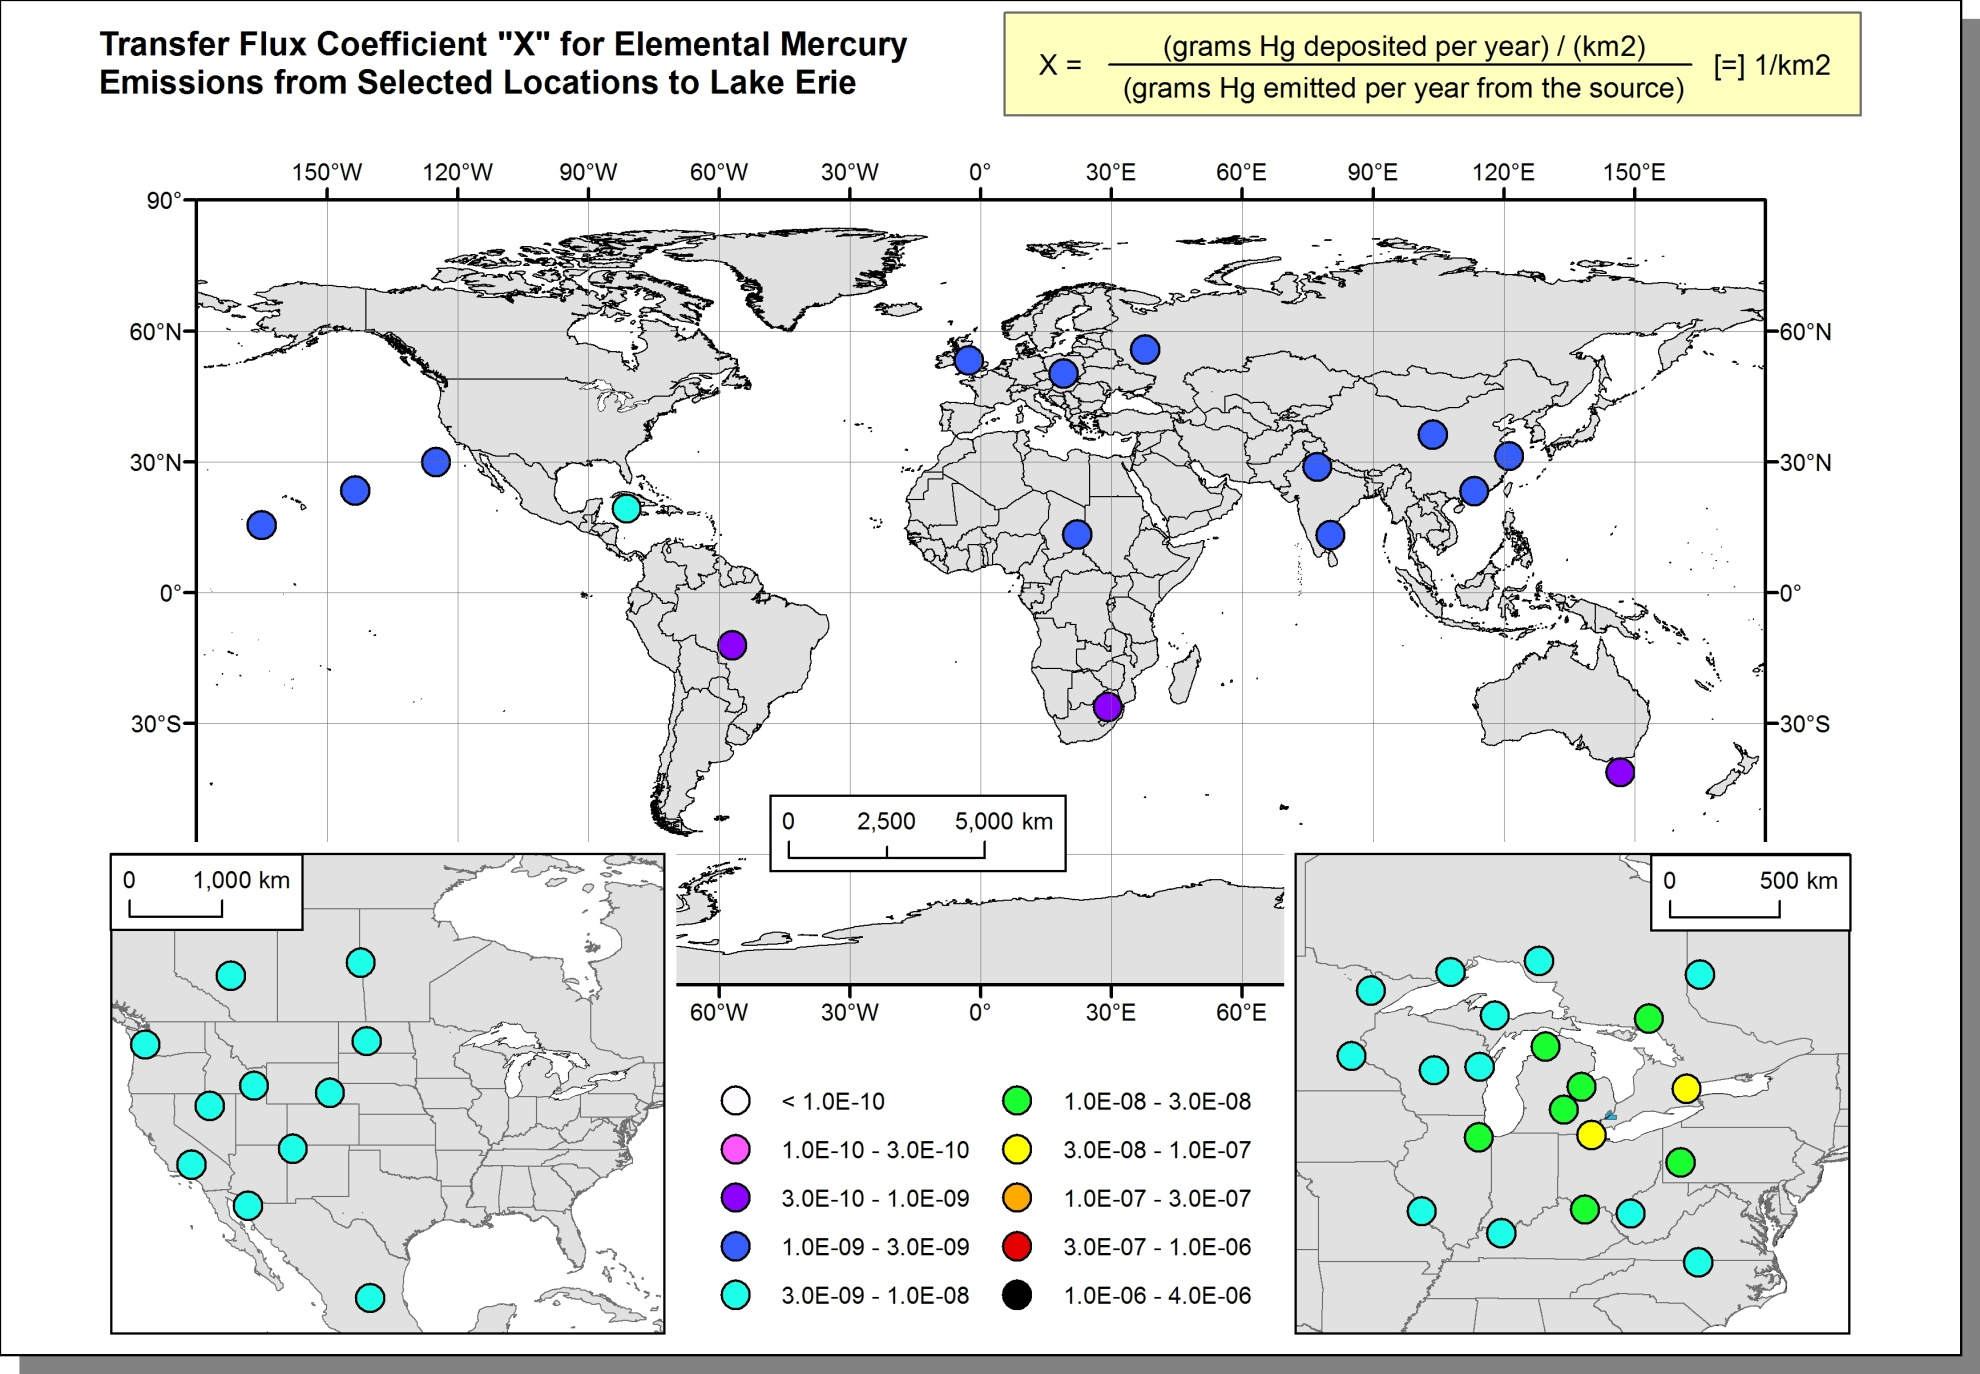 Transfer Flux Coefficient "X" for Elemental Mercury
Emissions from Selected Locations to Lake Erie
X =
(grams Hg deposited per year) / (km2)
(grams Hg emitted per year from the source)
[=] 1/km2
150°W 120°W 90°W 60°W 30°W 0° 30°E 60°E 90°E 120°E 150°E
90°
60°N 60°N
30°N 30°N
0° 0°
30°S 30°S
0 2,500 5,000 km
0 1,000 km
0 500 km
60°W 30°W 0° 30°E 60°E
< 1.0E-10
1.0E-10 - 3.0E-10
3.0E-10 - 1.0E-09
1.0E-09 - 3.0E-09
3.0E-09 - 1.0E-08
1.0E-08 - 3.0E-08
3.0E-08 - 1.0E-07
1.0E-07 - 3.0E-07
3.0E-07 - 1.0E-06
1.0E-06 - 4.0E-06